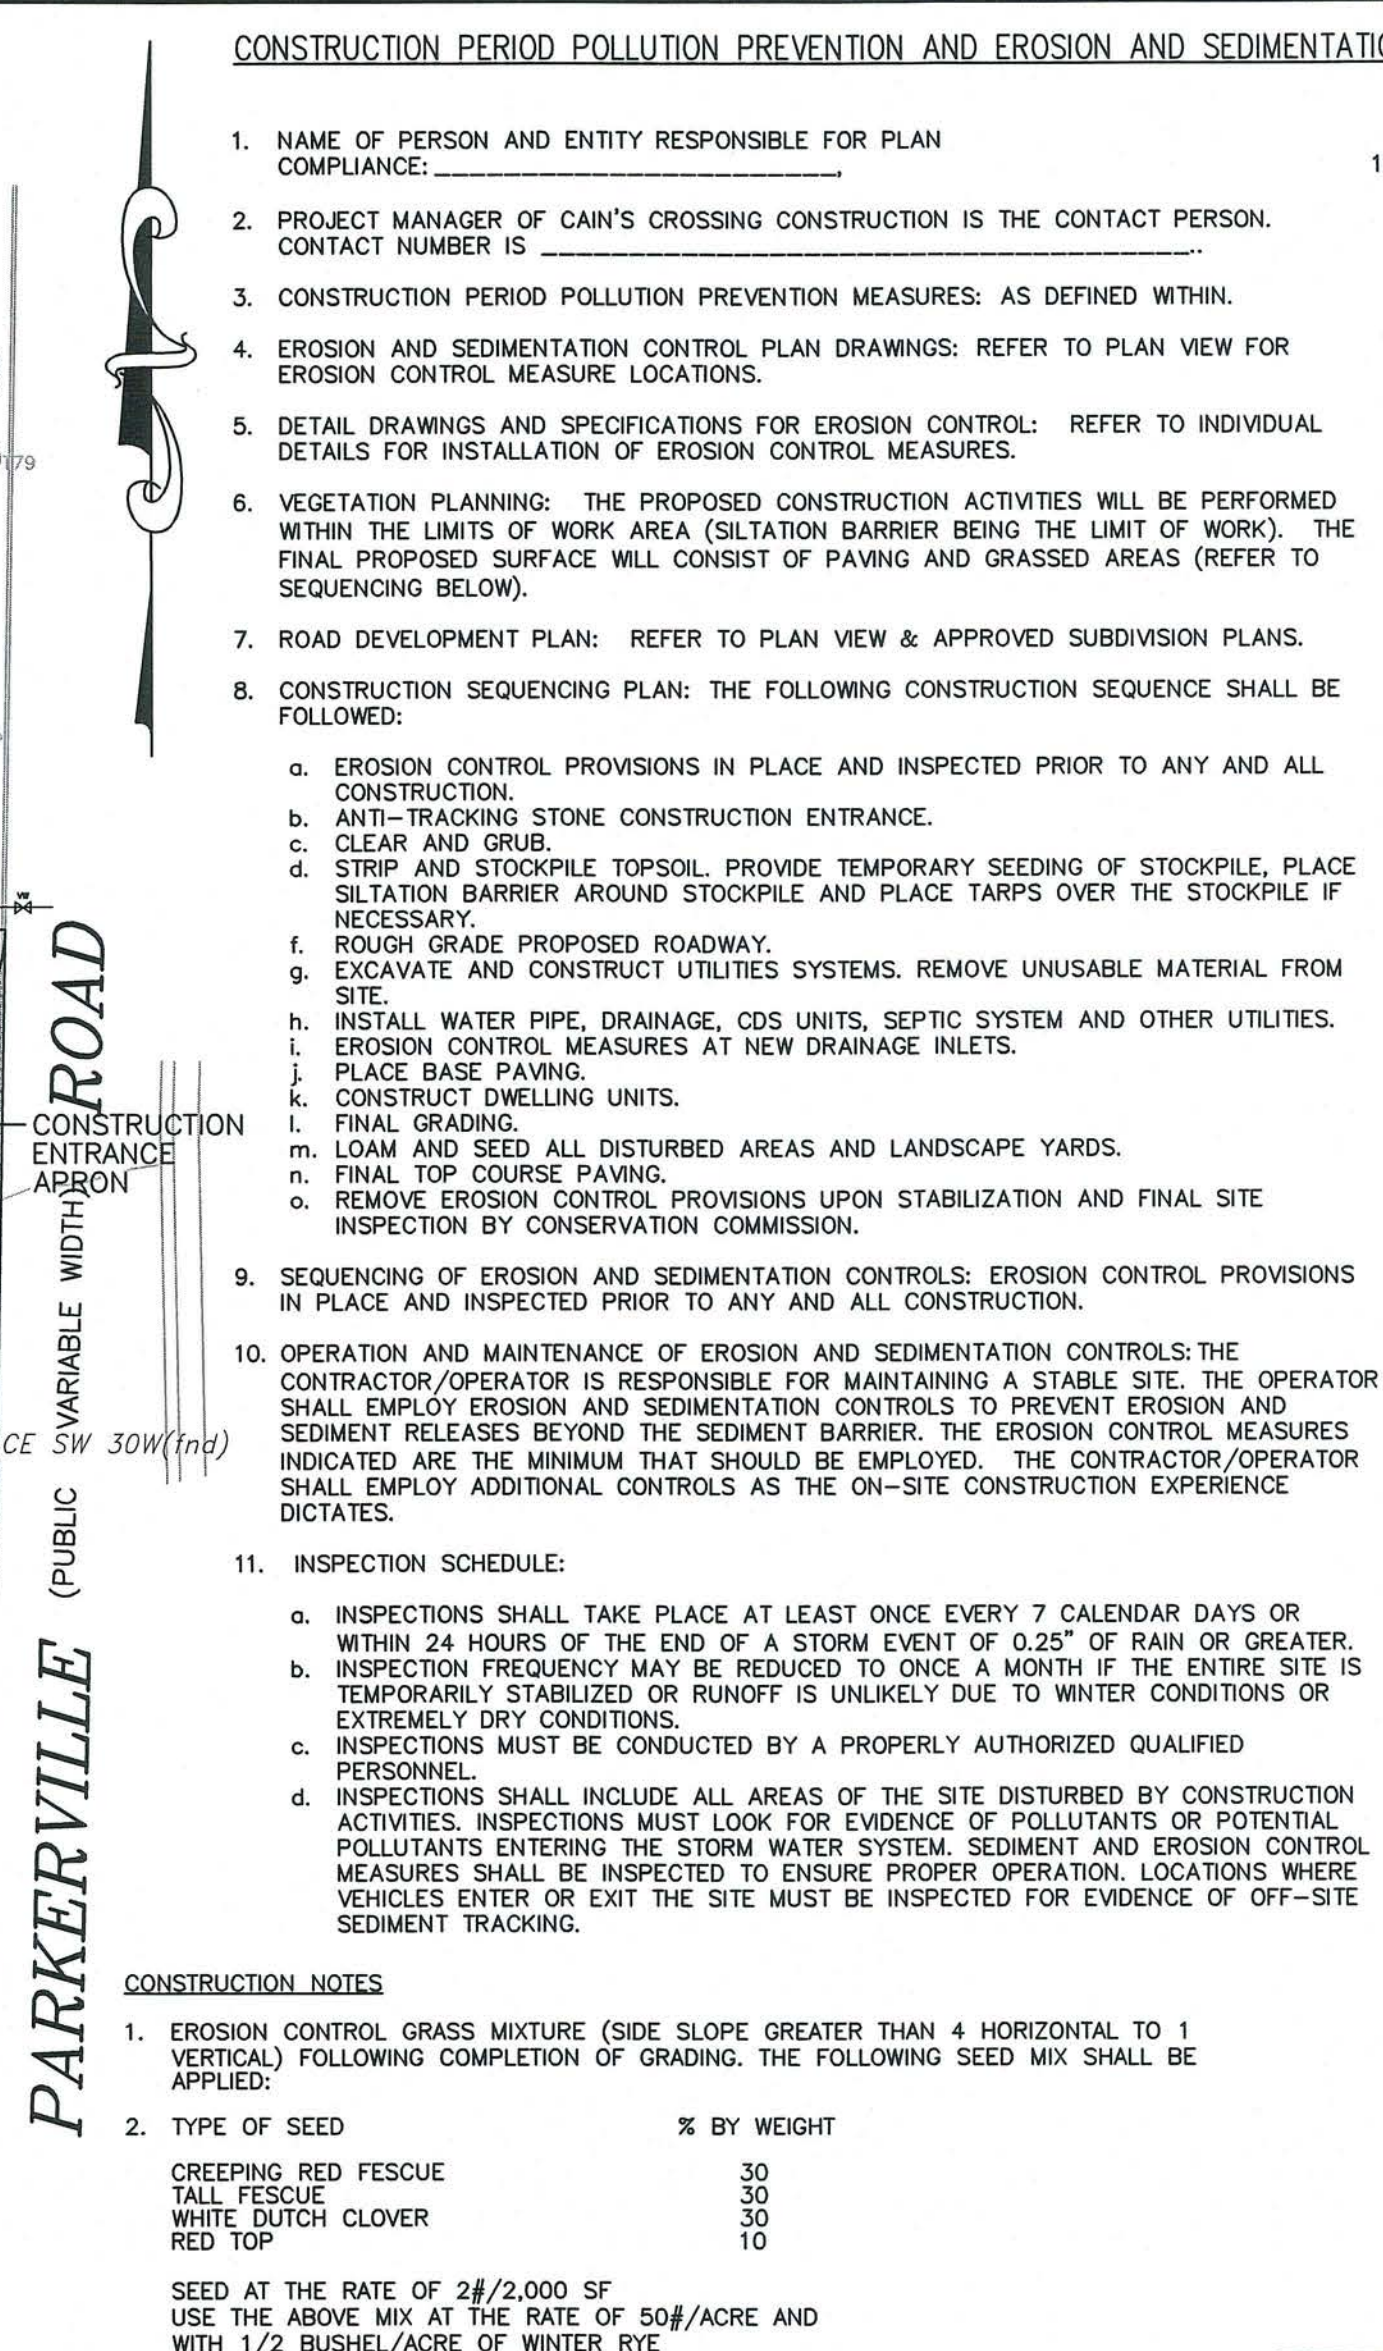 CONSTRUCTION PERIOD POLLUTION PREVENTION AND EROSION AND SEDIMENTATIO
1. NAME OF PERSON AND ENTITY RESPONSIBLE FOR PLAN
COMPLIANCE: _______________________,
1
2. PROJECT MANAGER OF CAIN'S CROSSING CONSTRUCTION IS THE CONTACT PERSON.
CONTACT NUMBER IS _____________________________________..
3. CONSTRUCTION PERIOD POLLUTION PREVENTION MEASURES: AS DEFINED WITHIN.
4. EROSION AND SEDIMENTATION CONTROL PLAN DRAWINGS: REFER TO PLAN VIEW FOR
EROSION CONTROL MEASURE LOCATIONS.
5. DETAIL DRAWINGS AND SPECIFICATIONS FOR EROSION CONTROL: REFER TO INDIVIDUAL
DETAILS FOR INSTALLATION OF EROSION CONTROL MEASURES.
6. VEGETATION PLANNING: THE PROPOSED CONSTRUCTION ACTIVITIES WILL BE PERFORMED
WITHIN THE LIMITS OF WORK AREA (SILTATION BARRIER BEING THE LIMIT OF WORK). THE
FINAL PROPOSED SURFACE WILL CONSIST OF PAVING AND GRASSED AREAS (REFER TO
SEQUENCING BELOW).
7. ROAD DEVELOPMENT PLAN: REFER TO PLAN VIEW & APPROVED SUBDIVISION PLANS.
8. CONSTRUCTION SEQUENCING PLAN: THE FOLLOWING CONSTRUCTION SEQUENCE SHALL BE
FOLLOWED:
a. EROSION CONTROL PROVISIONS IN PLACE AND INSPECTED PRIOR TO ANY AND ALL
CONSTRUCTION.
b. ANTI-TRACKING STONE CONSTRUCTION ENTRANCE.
c. CLEAR AND GRUB.
d. STRIP AND STOCKPILE TOPSOIL. PROVIDE TEMPORARY SEEDING OF STOCKPILE, PLACE
SILTATION BARRIER AROUND STOCKPILE AND PLACE TARPS OVER THE STOCKPILE IF
NECESSARY.
f. ROUGH GRADE PROPOSED ROADWAY.
g. EXCAVATE AND CONSTRUCT UTILITIES SYSTEMS. REMOVE UNUSABLE MATERIAL FROM
SITE.
h. INSTALL WATER PIPE, DRAINAGE, CDS UNITS, SEPTIC SYSTEM AND OTHER UTILITIES.
i. EROSION CONTROL MEASURES AT NEW DRAINAGE INLETS.
j. PLACE BASE PAVING.
k. CONSTRUCT DWELLING UNITS.
l. FINAL GRADING.
m. LOAM AND SEED ALL DISTURBED AREAS AND LANDSCAPE YARDS.
n. FINAL TOP COURSE PAVING.
o. REMOVE EROSION CONTROL PROVISIONS UPON STABILIZATION AND FINAL SITE
INSPECTION BY CONSERVATION COMMISSION.
9. SEQUENCING OF EROSION AND SEDIMENTATION CONTROLS: EROSION CONTROL PROVISIONS
IN PLACE AND INSPECTED PRIOR TO ANY AND ALL CONSTRUCTION.
10. OPERATION AND MAINTENANCE OF EROSION AND SEDIMENTATION CONTROLS: THE
CONTRACTOR/OPERATOR IS RESPONSIBLE FOR MAINTAINING A STABLE SITE. THE OPERATOR
SHALL EMPLOY EROSION AND SEDIMENTATION CONTROLS TO PREVENT EROSION AND
SEDIMENT RELEASES BEYOND THE SEDIMENT BARRIER. THE EROSION CONTROL MEASURES
INDICATED ARE THE MINIMUM THAT SHOULD BE EMPLOYED. THE CONTRACTOR/OPERATOR
SHALL EMPLOY ADDITIONAL CONTROLS AS THE ON-SITE CONSTRUCTION EXPERIENCE
DICTATES.
11. INSPECTION SCHEDULE:
a. INSPECTIONS SHALL TAKE PLACE AT LEAST ONCE EVERY 7 CALENDAR DAYS OR
WITHIN 24 HOURS OF THE END OF A STORM EVENT OF 0.25" OF RAIN OR GREATER.
b. INSPECTION FREQUENCY MAY BE REDUCED TO ONCE A MONTH IF THE ENTIRE SITE IS
TEMPORARILY STABILIZED OR RUNOFF IS UNLIKELY DUE TO WINTER CONDITIONS OR
EXTREMELY DRY CONDITIONS.
c. INSPECTIONS MUST BE CONDUCTED BY A PROPERLY AUTHORIZED QUALIFIED
PERSONNEL.
d. INSPECTIONS SHALL INCLUDE ALL AREAS OF THE SITE DISTURBED BY CONSTRUCTION
ACTIVITIES. INSPECTIONS MUST LOOK FOR EVIDENCE OF POLLUTANTS OR POTENTIAL
POLLUTANTS ENTERING THE STORM WATER SYSTEM. SEDIMENT AND EROSION CONTROL
MEASURES SHALL BE INSPECTED TO ENSURE PROPER OPERATION. LOCATIONS WHERE
VEHICLES ENTER OR EXIT THE SITE MUST BE INSPECTED FOR EVIDENCE OF OFF-SITE
SEDIMENT TRACKING.
CONSTRUCTION NOTES
1. EROSION CONTROL GRASS MIXTURE (SIDE SLOPE GREATER THAN 4 HORIZONTAL TO 1
VERTICAL) FOLLOWING COMPLETION OF GRADING. THE FOLLOWING SEED MIX SHALL BE
APPLIED:
2. TYPE OF SEED % BY WEIGHT
CREEPING RED FESCUE 30
TALL FESCUE 30
WHITE DUTCH CLOVER 30
RED TOP 10
SEED AT THE RATE OF 2#/2,000 SF
USE THE ABOVE MIX AT THE RATE OF 50#/ACRE AND
WITH 1/2 BUSHEL/ACRE OF WINTER RYE
179
CONSTRUCTION
ENTRANCE
APRON
CE SW 30W(fnd)
PARKERVILLE (PUBLIC VARIABLE WIDTH) ROAD